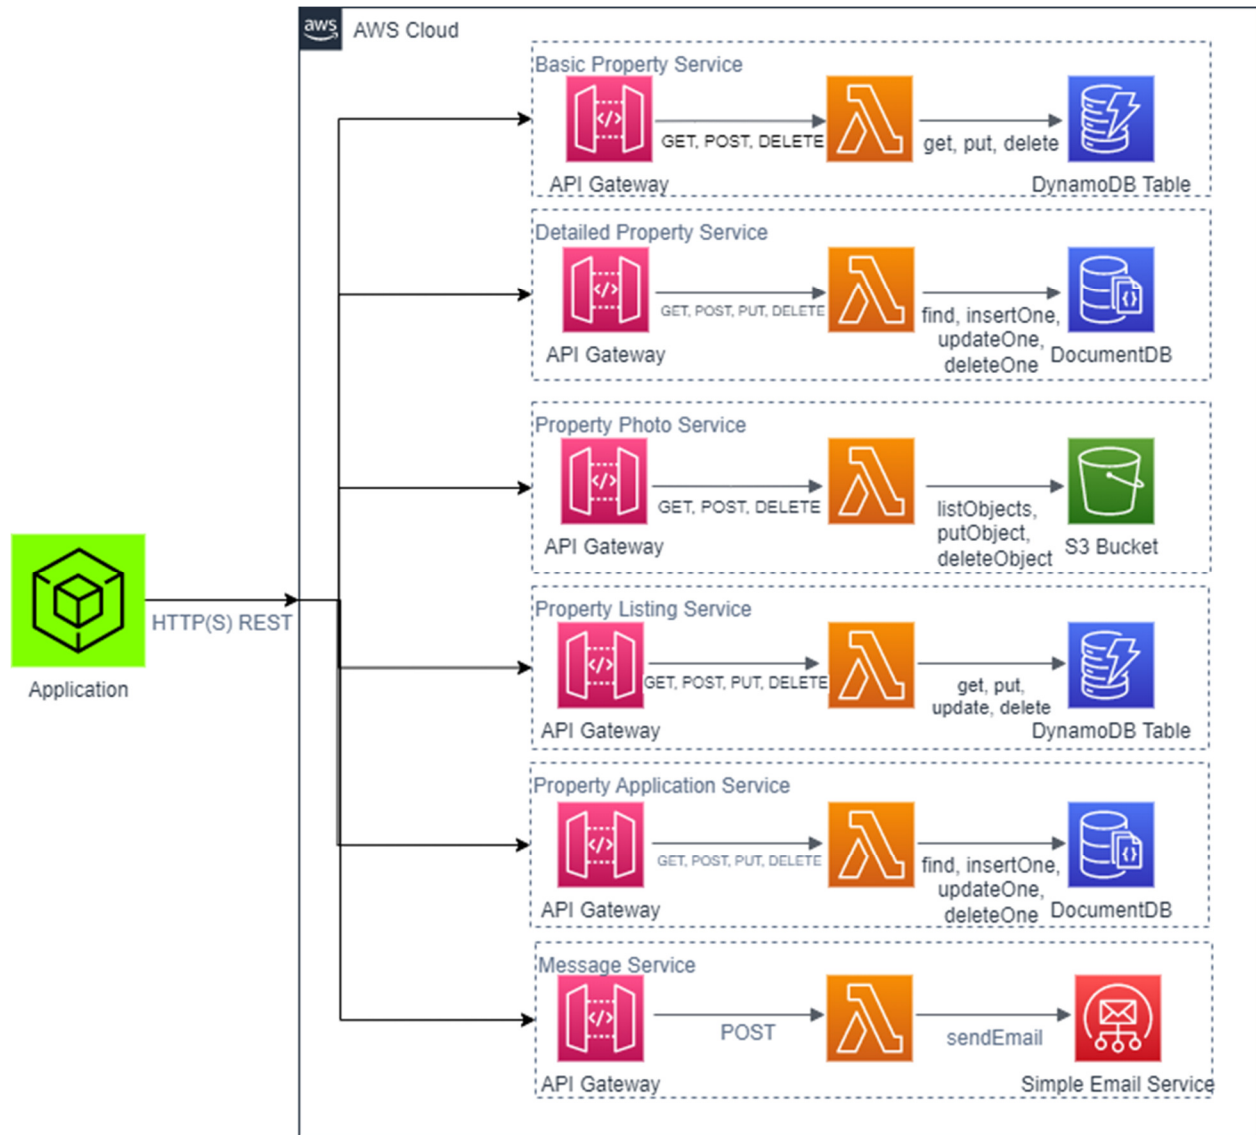 aws
AWS Cloud
Basic Property Service
GET, POST, DELETE
get, put, delete
API Gateway
DynamoDB Table
Detailed Property Service
GET, POST, PUT, DELETE
find, insertOne,
updateOne,
deleteOne
API Gateway
DocumentDB
Property Photo Service
GET, POST, DELETE
listObjects,
putObject,
deleteObject
API Gateway
S3 Bucket
Application
HTTP(S) REST
Property Listing Service
GET, POST, PUT, DELETE
get, put,
update, delete
API Gateway
DynamoDB Table
Property Application Service
GET, POST, PUT, DELETE
find, insertOne,
updateOne,
deleteOne
API Gateway
DocumentDB
Message Service
POST
sendEmail
API Gateway
Simple Email Service